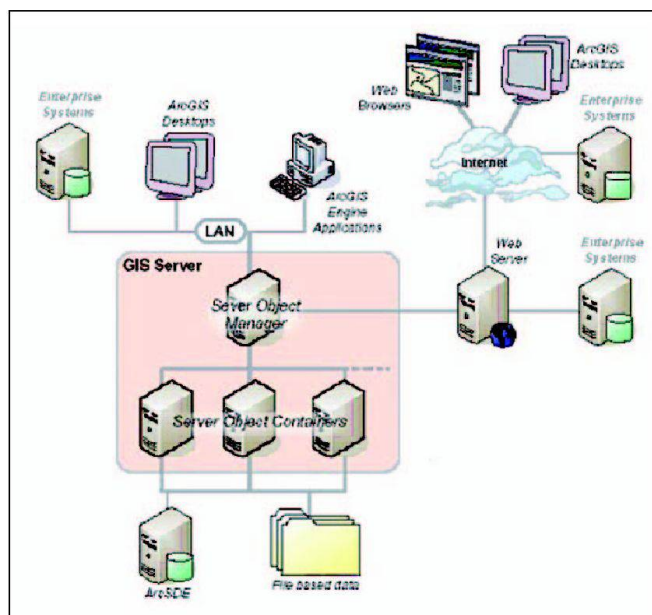 ArcGIS
Desktops
Web
Browsers
Enterprise
Systems
ArcGIS
Desktops
Enterprise
Systems
Internet
ArcGIS
Engine
Applications
LAN
GIS Server
Web
Server
Enterprise
Systems
Sever Object
Manager
Server Object Containers
ArcSDE
File based data